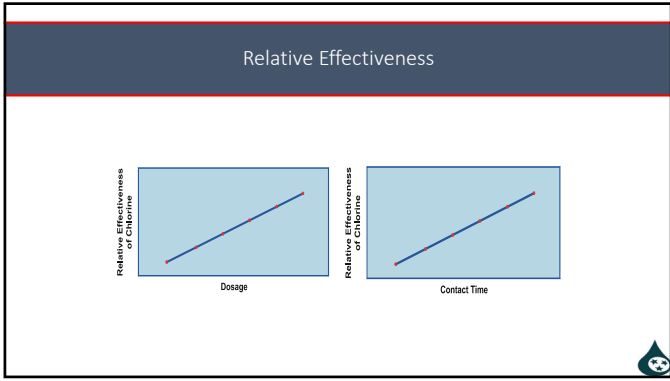 Relative Effectiveness
Relative Effectiveness
of Chlorine
Dosage
Relative Effectiveness
of Chlorine
Contact Time